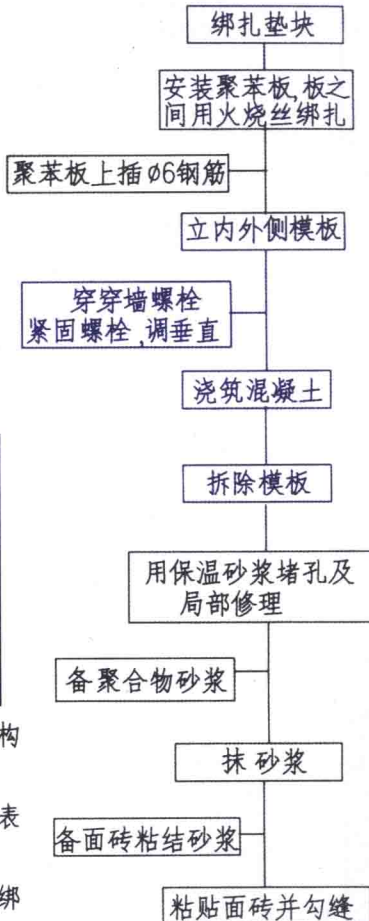 绑扎垫块
安装聚苯板,板之
间用火烧丝绑扎
聚苯板上插Ø6钢筋
立内外侧模板
穿穿墙螺栓
紧固螺栓,调垂直
浇筑混凝土
拆除模板
用保温砂浆堵孔及
局部修理
备聚合物砂浆
构
抹砂浆
表
备面砖粘结砂浆
绑
粘贴面砖并勾缝